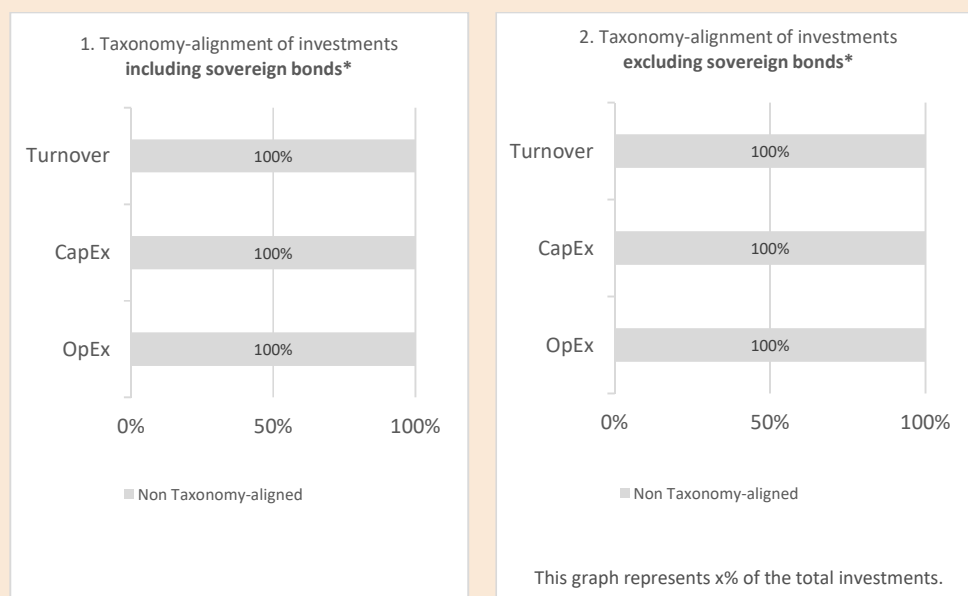 1. Taxonomy-alignment of investments
including sovereign bonds*
Turnover
100%
CapEx
100%
OpEx
100%
0%
50%
100%
Non Taxonomy-aligned
2. Taxonomy-alignment of investments
excluding sovereign bonds*
Turnover
100%
CapEx
100%
OpEx
100%
0%
50%
100%
Non Taxonomy-aligned
This graph represents x% of the total investments.